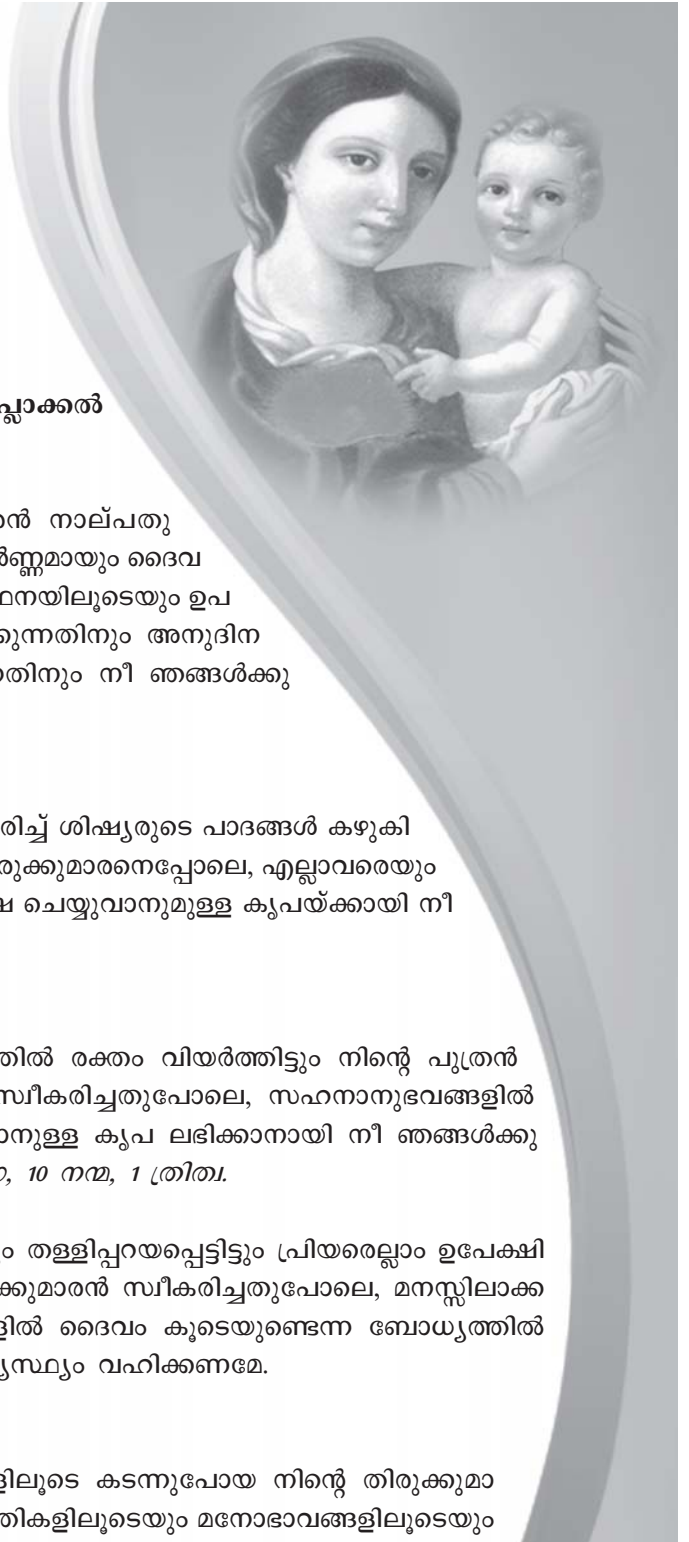 പ്ലാക്കൽ
രൻ നാല്പതു
ർണ്ണമായും ദൈവ
ഥനയിലൂടെയും ഉപ
ക്കുന്നതിനും അനുദിന
തിനും നീ ഞങ്ങൾക്കു
രിച്ച് ശിഷ്യരുടെ പാദങ്ങൾ കഴുകി
രുക്കുമാരനെപ്പോലെ, എല്ലാവരെയും
ഷ ചെയ്യുവാനുമുള്ള കൃപയ്ക്കായി നീ
ത്തിൽ രക്തം വിയർത്തിട്ടും നിന്റെ പുത്രൻ
സ്വീകരിച്ചതുപോലെ, സഹനാനുഭവങ്ങളിൽ
ാനുള്ള കൃപ ലഭിക്കാനായി നീ ഞങ്ങൾക്കു
10 നന്മ, 1 ത്രിത്വ.
ും തള്ളിപ്പറയപ്പെട്ടിട്ടും പ്രിയരെല്ലാം ഉപേക്ഷി
ക്കുമാരൻ സ്വീകരിച്ചതുപോലെ, മനസ്സിലാക്ക
ളിൽ ദൈവം കൂടെയുണ്ടെന്ന ബോധ്യത്തിൽ
്യസ്ഥ്യം വഹിക്കണമേ.
ളിലൂടെ കടന്നുപോയ നിന്റെ തിരുക്കുമാ
തികളിലൂടെയും മനോഭാവങ്ങളിലൂടെയും